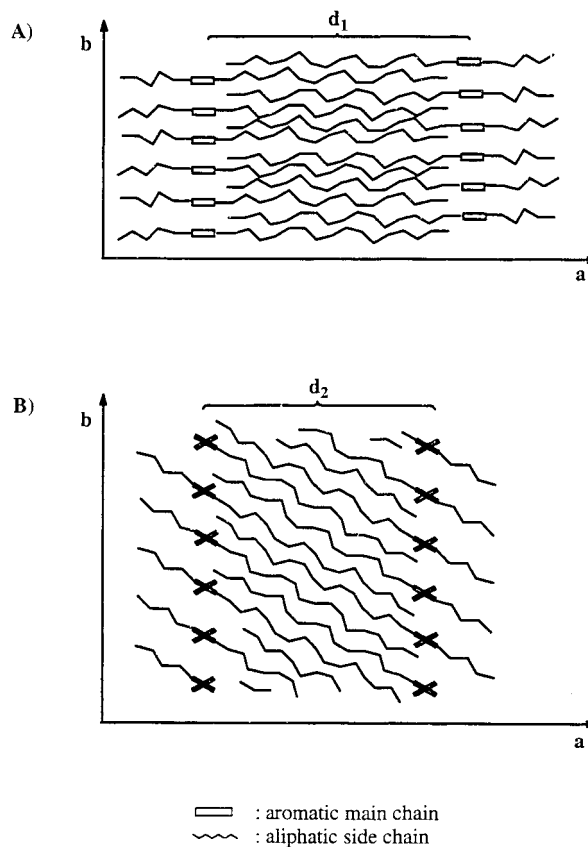 A)
b
d1
a
B)
b
d2
a
: aromatic main chain
: aliphatic side chain